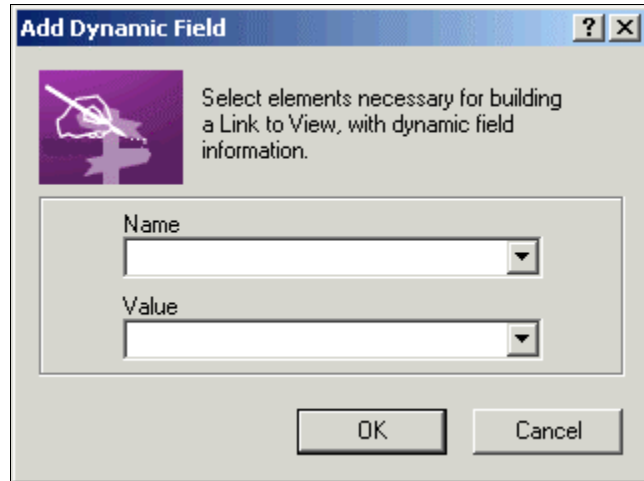 Add Dynamic Field
Select elements necessary for building
a Link to View, with dynamic field
information.
Name
Value
OK
Cancel